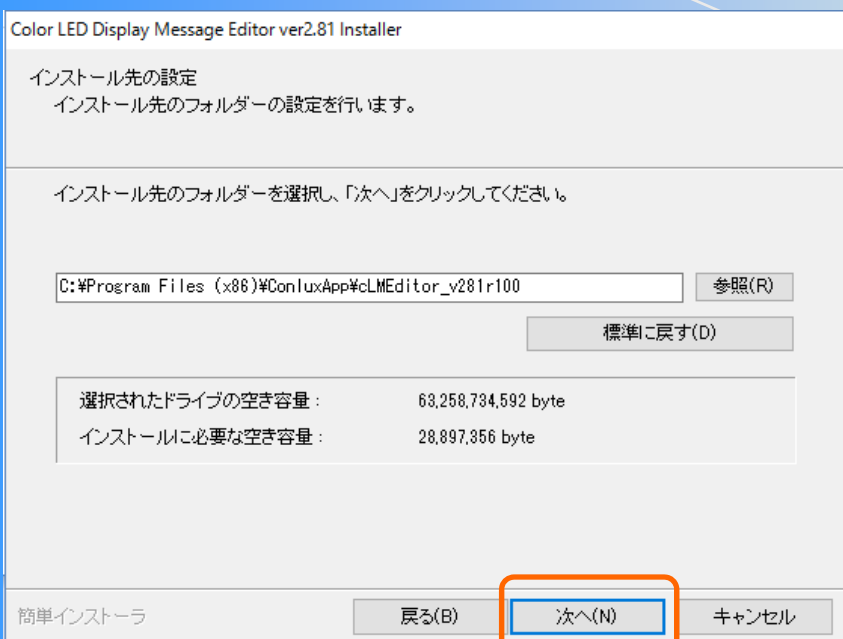 Color LED Display Message Editor ver2.81 Installer
インストール先の設定
インストール先のフォルダーの設定を行います。
インストール先のフォルダーを選択し、「次へ」をクリックしてください。
C:¥Program Files (x86)¥ConluxApp¥cLMEditor_v281r100
参照(R)
標準に戻す(D)
選択されたドライブの空き容量： 63,258,734,592 byte
インストールに必要な空き容量： 28,897,356 byte
簡単インストーラ
戻る(B)
次へ(N)
キャンセル